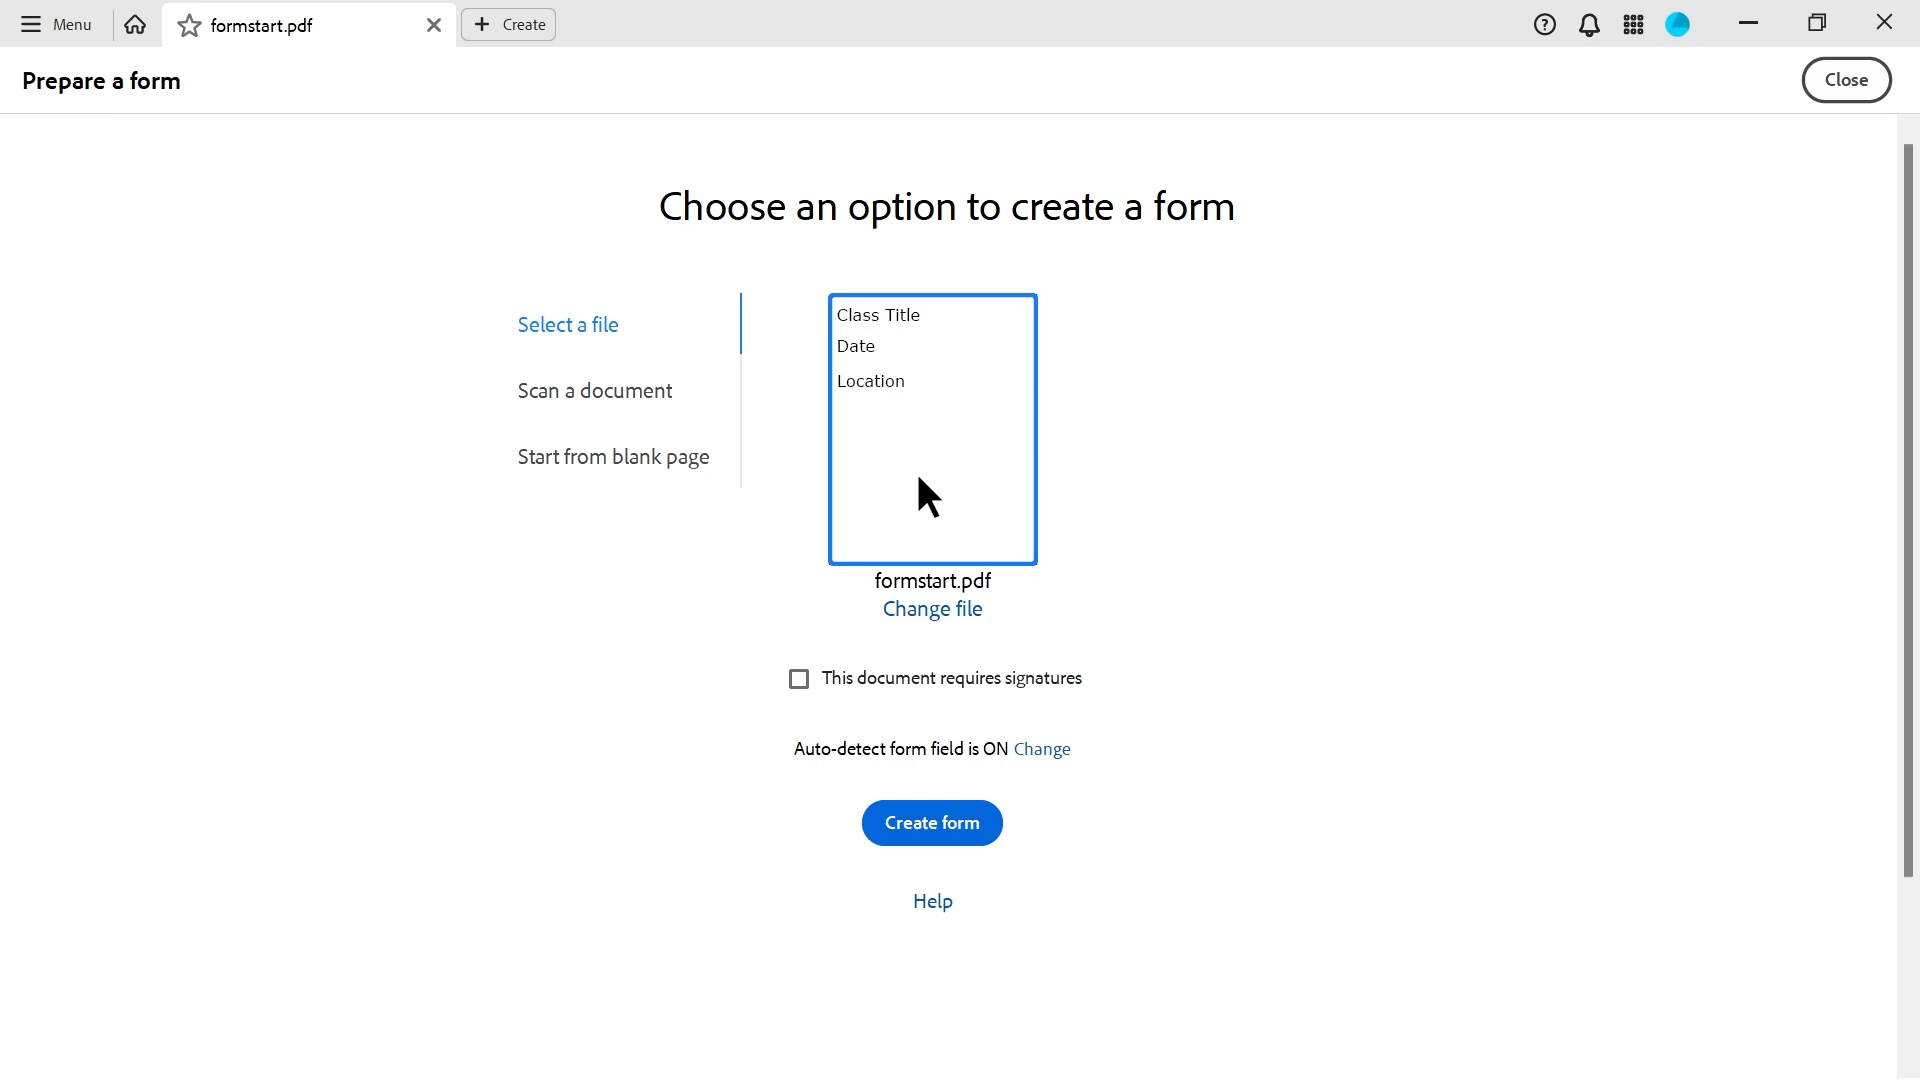 Menu
formstart.pdf
Create
Prepare a form
Close
Choose an option to create a form
Select a file
Scan a document
Start from blank page
Class Title
Date
Location
formstart.pdf
Change file
This document requires signatures
Auto-detect form field is ON Change
Create form
Help